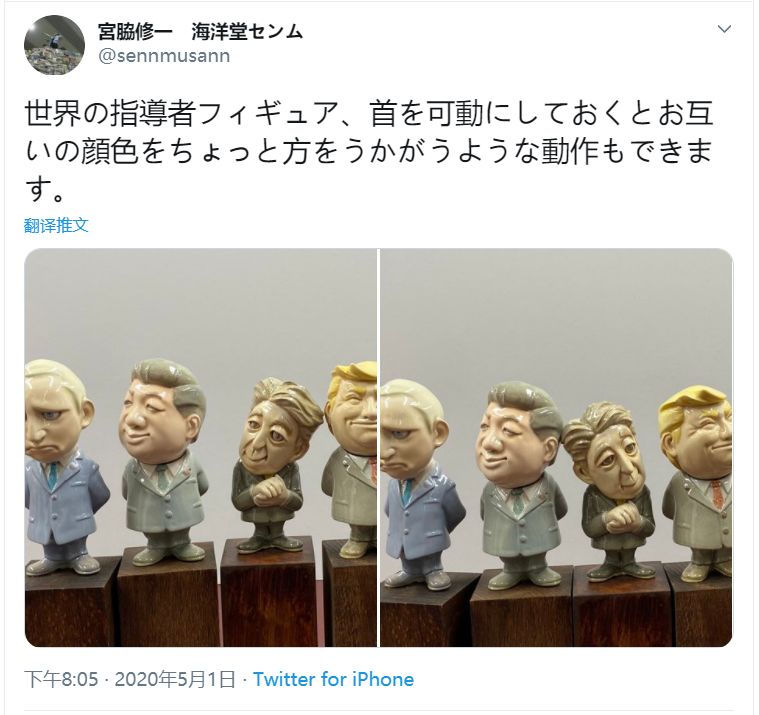 宮脇修一　海洋堂センム
@sennmusann
世界の指導者フィギュア、首を可動にしておくとお互
いの顔色をちょっと方をうかがうような動作もできま
す。
翻译推文
下午8:05 · 2020年5月1日 · Twitter for iPhone